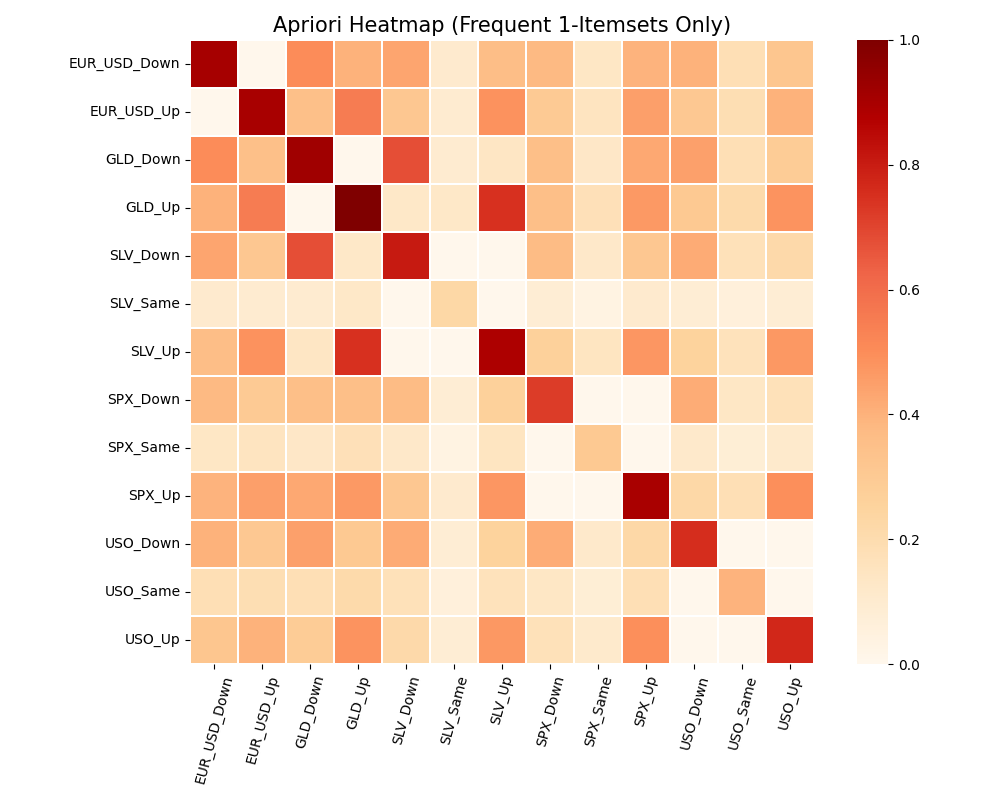 Apriori Heatmap (Frequent 1-Itemsets Only)
EUR_USD_Down
EUR_USD_Up
GLD_Down
GLD_Up
SLV_Down
SLV_Same
SLV_Up
SPX_Down
SPX_Same
SPX_Up
USO_Down
USO_Same
USO_Up
EUR_USD_Down
EUR_USD_Up
GLD_Down
GLD_Up
SLV_Down
SLV_Same
SLV_Up
SPX_Down
SPX_Same
SPX_Up
USO_Down
USO_Same
USO_Up
1.0
0.8
0.6
0.4
0.2
0.0